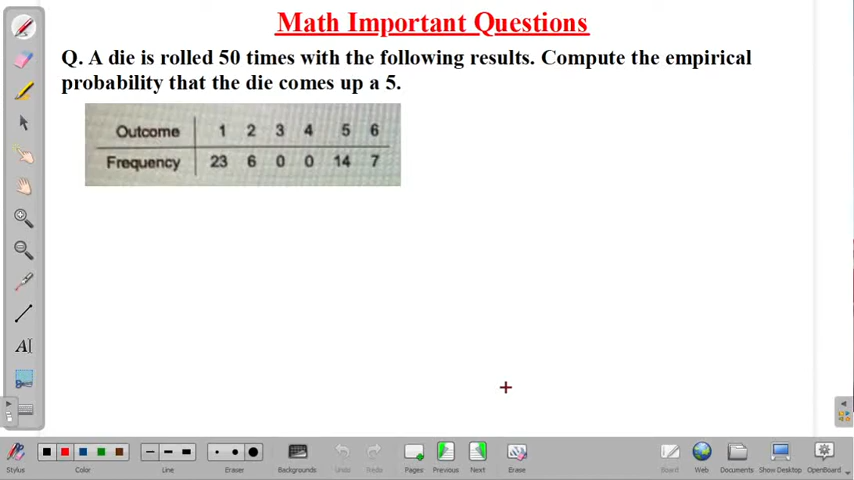 Math Important Questions
Q. A die is rolled 50 times with the following results. Compute the empirical
probability that the die comes up a 5.
Outcome 1 2 3 4 5 6
Frequency 23 6 0 0 14 7
AI
Stylus Color Line Eraser Backgrounds Undo Redo Pages Previous Next Erase Board Web Documents Show Desktop OpenBoard